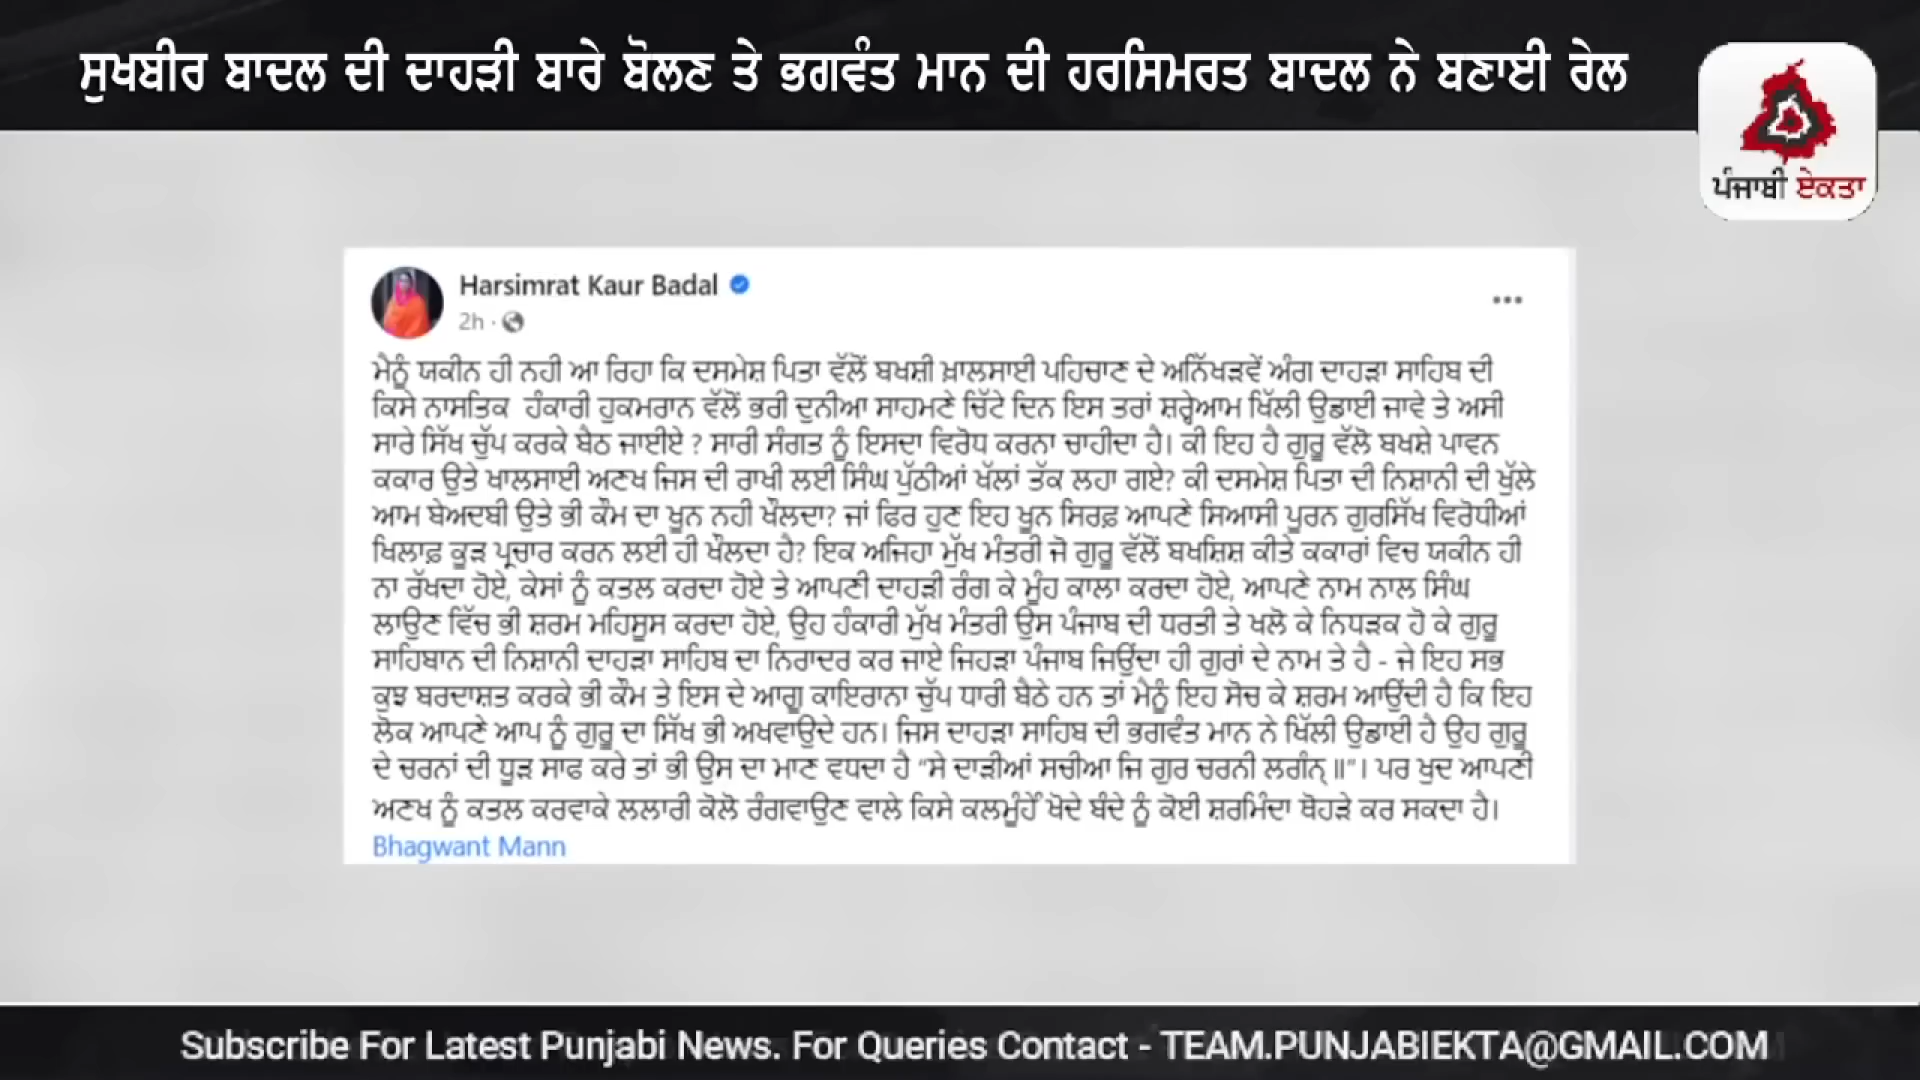 ਸੁਖਬੀਰ ਬਾਦਲ ਦੀ ਦਾਹੜੀ ਬਾਰੇ ਬੋਲਣ ਤੇ ਭਗਵੰਤ ਮਾਨ ਦੀ ਹਰਸਿਮਰਤ ਬਾਦਲ ਨੇ ਬਣਾਈ ਰੇਲ
ਪੰਜਾਬੀ ਏਕਤਾ
Harsimrat Kaur Badal
2h ·
ਮੈਨੂੰ ਯਕੀਨ ਹੀ ਨਹੀ ਆ ਰਿਹਾ ਕਿ ਦਸਮੇਸ਼ ਪਿਤਾ ਵੱਲੋਂ ਬਖਸ਼ੀ ਖ਼ਾਲਸਾਈ ਪਹਿਚਾਣ ਦੇ ਅਨਿੱਖੜਵੇਂ ਅੰਗ ਦਾਹੜਾ ਸਾਹਿਬ ਦੀ
ਕਿਸੇ ਨਾਸਤਿਕ ਹੰਕਾਰੀ ਹੁਕਮਰਾਨ ਵੱਲੋਂ ਭਰੀ ਦੁਨੀਆ ਸਾਹਮਣੇ ਚਿੱਟੇ ਦਿਨ ਇਸ ਤਰਾਂ ਸ਼ਰ੍ਹੇਆਮ ਖਿੱਲੀ ਉਡਾਈ ਜਾਵੇ ਤੇ ਅਸੀ
ਸਾਰੇ ਸਿੱਖ ਚੁੱਪ ਕਰਕੇ ਬੈਠ ਜਾਈਏ ? ਸਾਰੀ ਸੰਗਤ ਨੂੰ ਇਸਦਾ ਵਿਰੋਧ ਕਰਨਾ ਚਾਹੀਦਾ ਹੈ। ਕੀ ਇਹ ਹੈ ਗੁਰੂ ਵੱਲੋ ਬਖਸ਼ੇ ਪਾਵਨ
ਕਕਾਰ ਉਤੇ ਖਾਲਸਾਈ ਅਣਖ ਜਿਸ ਦੀ ਰਾਖੀ ਲਈ ਸਿੰਘ ਪੁੱਠੀਆਂ ਖੱਲਾਂ ਤੱਕ ਲਹਾ ਗਏ? ਕੀ ਦਸਮੇਸ਼ ਪਿਤਾ ਦੀ ਨਿਸ਼ਾਨੀ ਦੀ ਖੁੱਲੇ
ਆਮ ਬੇਅਦਬੀ ਉਤੇ ਭੀ ਕੌਮ ਦਾ ਖੂਨ ਨਹੀ ਖੌਲਦਾ? ਜਾਂ ਫਿਰ ਹੁਣ ਇਹ ਖੂਨ ਸਿਰਫ਼ ਆਪਣੇ ਸਿਆਸੀ ਪੂਰਨ ਗੁਰਸਿੱਖ ਵਿਰੋਧੀਆਂ
ਖਿਲਾਫ਼ ਕੂੜ ਪ੍ਰਚਾਰ ਕਰਨ ਲਈ ਹੀ ਖੌਲਦਾ ਹੈ? ਇਕ ਅਜਿਹਾ ਮੁੱਖ ਮੰਤਰੀ ਜੋ ਗੁਰੂ ਵੱਲੋਂ ਬਖਸ਼ਿਸ਼ ਕੀਤੇ ਕਕਾਰਾਂ ਵਿਚ ਯਕੀਨ ਹੀ
ਨਾ ਰੱਖਦਾ ਹੋਏ, ਕੇਸਾਂ ਨੂੰ ਕਤਲ ਕਰਦਾ ਹੋਏ ਤੇ ਆਪਣੀ ਦਾਹੜੀ ਰੰਗ ਕੇ ਮੂੰਹ ਕਾਲਾ ਕਰਦਾ ਹੋਏ, ਆਪਣੇ ਨਾਮ ਨਾਲ ਸਿੰਘ
ਲਾਉਣ ਵਿੱਚ ਭੀ ਸ਼ਰਮ ਮਹਿਸੂਸ ਕਰਦਾ ਹੋਏ, ਉਹ ਹੰਕਾਰੀ ਮੁੱਖ ਮੰਤਰੀ ਉਸ ਪੰਜਾਬ ਦੀ ਧਰਤੀ ਤੇ ਖਲੋ ਕੇ ਨਿਧੜਕ ਹੋ ਕੇ ਗੁਰੂ
ਸਾਹਿਬਾਨ ਦੀ ਨਿਸ਼ਾਨੀ ਦਾਹੜਾ ਸਾਹਿਬ ਦਾ ਨਿਰਾਦਰ ਕਰ ਜਾਏ ਜਿਹੜਾ ਪੰਜਾਬ ਜਿਉਂਦਾ ਹੀ ਗੁਰਾਂ ਦੇ ਨਾਮ ਤੇ ਹੈ - ਜੇ ਇਹ ਸਭ
ਕੁਝ ਬਰਦਾਸ਼ਤ ਕਰਕੇ ਭੀ ਕੌਮ ਤੇ ਇਸ ਦੇ ਆਗੂ ਕਾਇਰਾਨਾ ਚੁੱਪ ਧਾਰੀ ਬੈਠੇ ਹਨ ਤਾਂ ਮੈਨੂੰ ਇਹ ਸੋਚ ਕੇ ਸ਼ਰਮ ਆਉਂਦੀ ਹੈ ਕਿ ਇਹ
ਲੋਕ ਆਪਣੇ ਆਪ ਨੂੰ ਗੁਰੂ ਦਾ ਸਿੱਖ ਭੀ ਅਖਵਾਉਦੇ ਹਨ। ਜਿਸ ਦਾਹੜਾ ਸਾਹਿਬ ਦੀ ਭਗਵੰਤ ਮਾਨ ਨੇ ਖਿੱਲੀ ਉਡਾਈ ਹੈ ਉਹ ਗੁਰੂ
ਦੇ ਚਰਨਾਂ ਦੀ ਧੂੜ ਸਾਫ ਕਰੇ ਤਾਂ ਭੀ ਉਸ ਦਾ ਮਾਣ ਵਧਦਾ ਹੈ “ਸੇ ਦਾੜੀਆਂ ਸਚੀਆ ਜਿ ਗੁਰ ਚਰਨੀ ਲਗੰਨ੍ ॥”। ਪਰ ਖੁਦ ਆਪਣੀ
ਅਣਖ ਨੂੰ ਕਤਲ ਕਰਵਾਕੇ ਲਲਾਰੀ ਕੋਲੋ ਰੰਗਵਾਉਣ ਵਾਲੇ ਕਿਸੇ ਕਲਮੂੰਹੇਂ ਖੋਦੇ ਬੰਦੇ ਨੂੰ ਕੋਈ ਸ਼ਰਮਿੰਦਾ ਥੋਹੜੇ ਕਰ ਸਕਦਾ ਹੈ।
Bhagwant Mann
Subscribe For Latest Punjabi News. For Queries Contact - TEAM.PUNJABIEKTA@GMAIL.COM